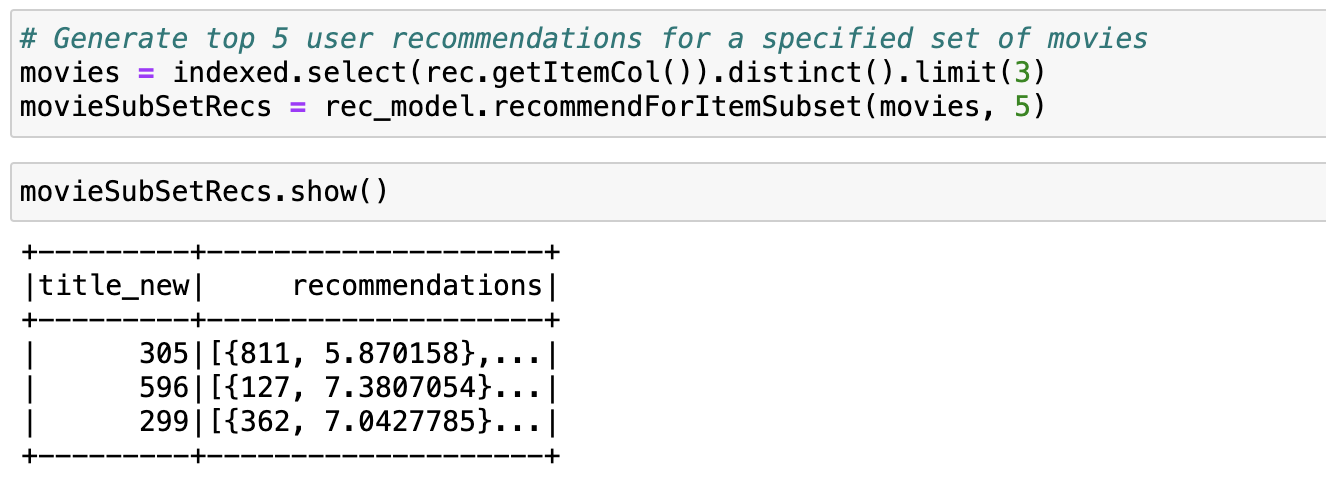 # Generate top 5 user recommendations for a specified set of movies
movies = indexed.select(rec.getItemCol()).distinct().limit(3)
movieSubSetRecs = rec_model.recommendForItemSubset(movies, 5)
movieSubSetRecs.show()
+---------+--------------------+
|title_new|     recommendations|
+---------+--------------------+
|      305|[{811, 5.870158},...|
|      596|[{127, 7.3807054}...|
|      299|[{362, 7.0427785}...|
+---------+--------------------+